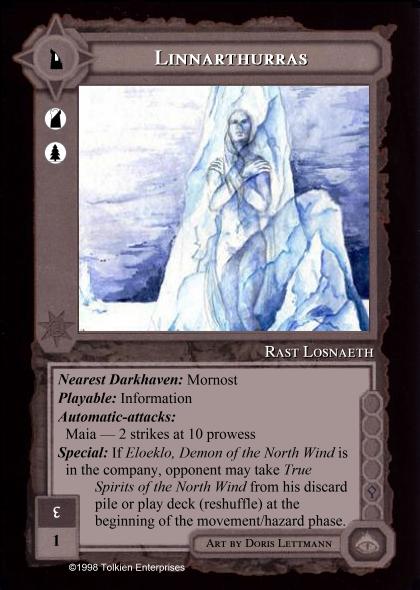 LINNARTHURRAS
RAST LOSNAETH
Nearest Darkhaven: Mornost
Playable: Information
Automatic-attacks:
Maia — 2 strikes at 10 prowess
Special: If Eloeklo, Demon of the North Wind is
in the company, opponent may take True
Spirits of the North Wind from his discard
pile or play deck (reshuffle) at the
beginning of the movement/hazard phase.
ε
1
ART BY DORIS LETTMANN
©1998 Tolkien Enterprises